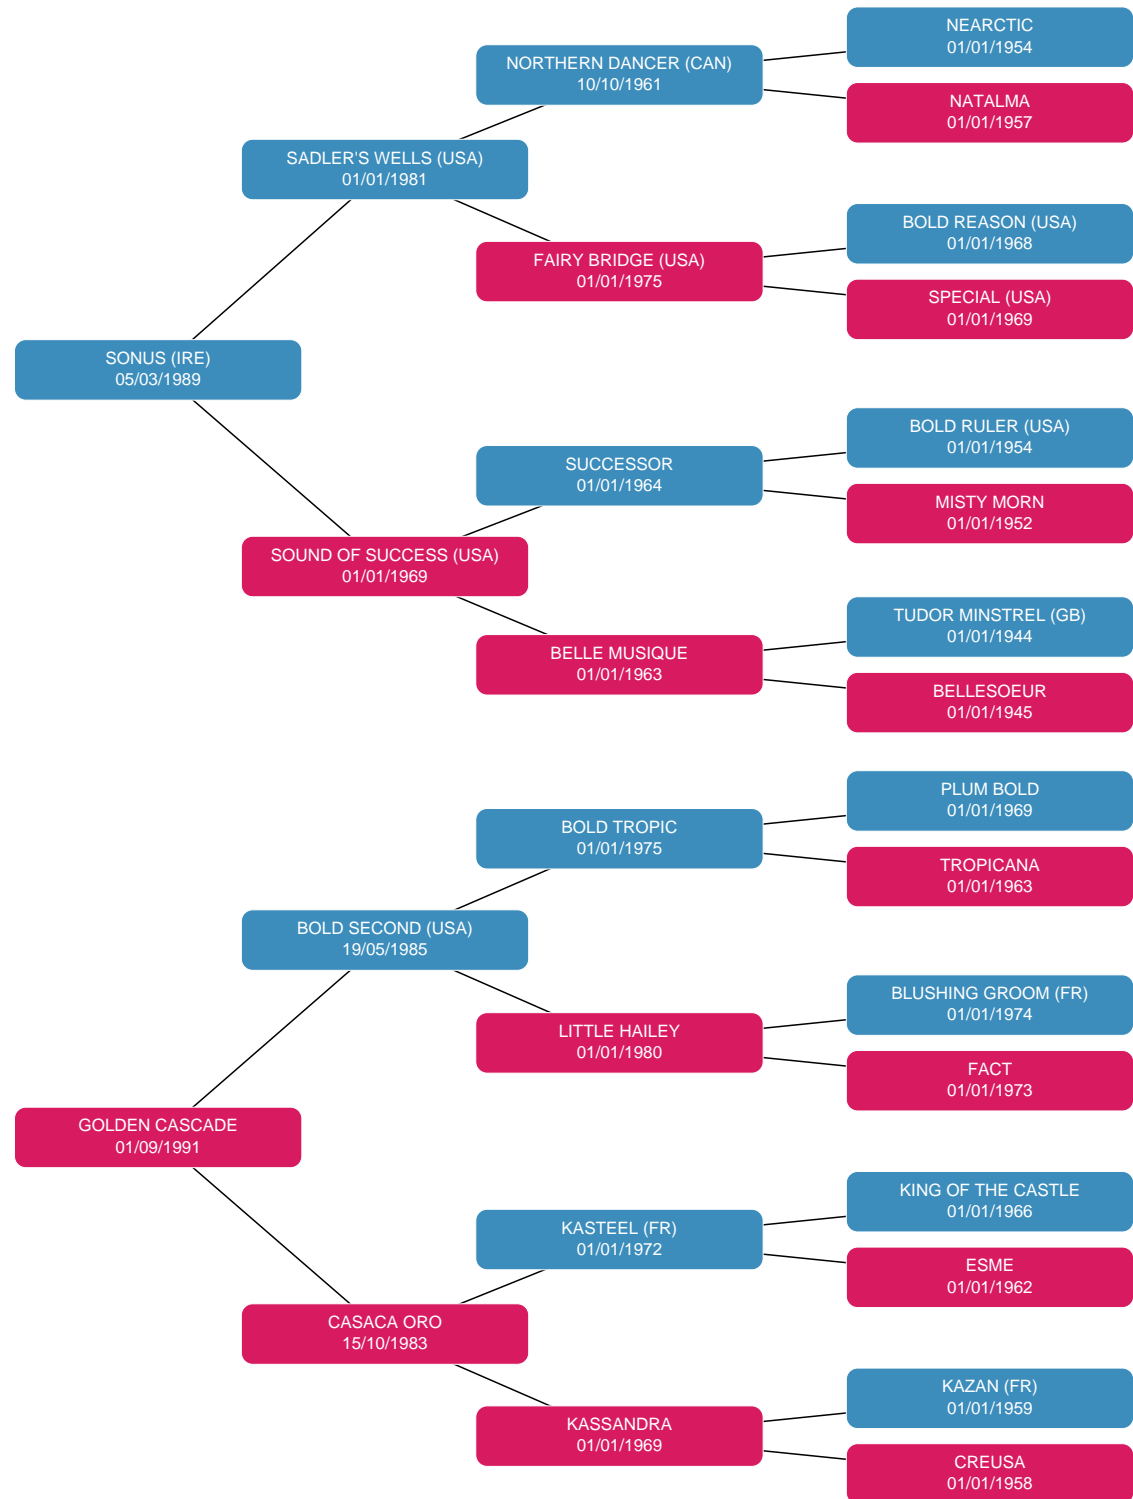 NEARCTIC
01/01/1954
NORTHERN DANCER (CAN)
10/10/1961
NATALMA
01/01/1957
SADLER'S WELLS (USA)
01/01/1981
BOLD REASON (USA)
01/01/1968
FAIRY BRIDGE (USA)
01/01/1975
SPECIAL (USA)
01/01/1969
SONUS (IRE)
05/03/1989
BOLD RULER (USA)
01/01/1954
SUCCESSOR
01/01/1964
MISTY MORN
01/01/1952
SOUND OF SUCCESS (USA)
01/01/1969
TUDOR MINSTREL (GB)
01/01/1944
BELLE MUSIQUE
01/01/1963
BELLESOEUR
01/01/1945
PLUM BOLD
01/01/1969
BOLD TROPIC
01/01/1975
TROPICANA
01/01/1963
BOLD SECOND (USA)
19/05/1985
BLUSHING GROOM (FR)
01/01/1974
LITTLE HAILEY
01/01/1980
FACT
01/01/1973
GOLDEN CASCADE
01/09/1991
KING OF THE CASTLE
01/01/1966
KASTEEL (FR)
01/01/1972
ESME
01/01/1962
CASACA ORO
15/10/1983
KAZAN (FR)
01/01/1959
KASSANDRA
01/01/1969
CREUSA
01/01/1958